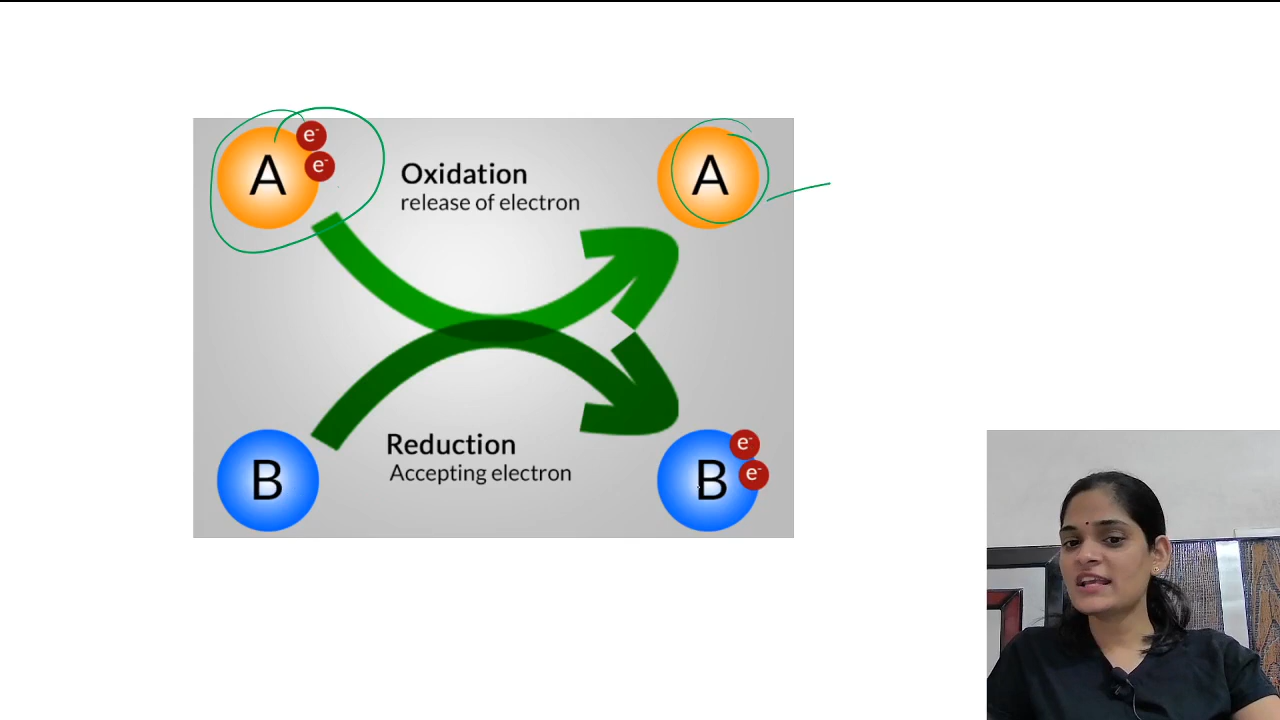 A e⁻
e⁻
Oxidation
release of electron
A
B
Reduction
Accepting electron
B e⁻
e⁻